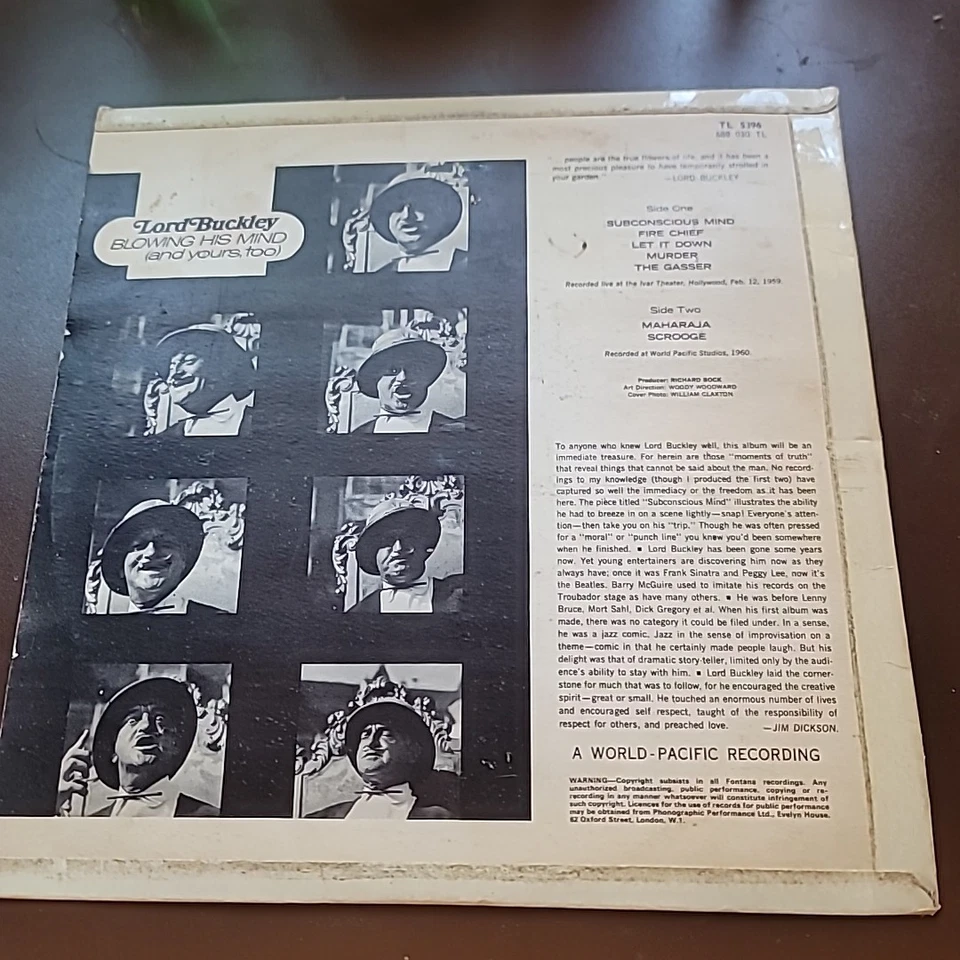 TL 5396
688 010 TL
people are the true flowers of life, and it has been a
most precious pleasure to have temporarily strolled in
your garden."
—LORD BUCKLEY
Lord Buckley
BLOWING HIS MIND
(and yours, too)
Side One
SUBCONSCIOUS MIND
FIRE CHIEF
LET IT DOWN
MURDER
THE GASSER
Recorded live at the Ivar Theater, Hollywood, Feb. 12, 1959.
Side Two
MAHARAJA
SCROOGE
Recorded at World Pacific Studios, 1960.
Producer: RICHARD BOCK
Art Direction: WOODY WOODWARD
Cover Photo: WILLIAM CLAXTON
To anyone who knew Lord Buckley well, this album will be an
immediate treasure. For herein are those "moments of truth"
that reveal things that cannot be said about the man. No record-
ings to my knowledge (though I produced the first two) have
captured so well the immediacy or the freedom as it has been
here. The piece titled "Subconscious Mind" illustrates the ability
he had to breeze in on a scene lightly—snap! Everyone's atten-
tion—then take you on his "trip." Though he was often pressed
for a "moral" or "punch line" you knew you'd been somewhere
when he finished. ▪ Lord Buckley has been gone some years
now. Yet young entertainers are discovering him now as they
always have; once it was Frank Sinatra and Peggy Lee, now it's
the Beatles. Barry McGuire used to imitate his records on the
Troubador stage as have many others. ▪ He was before Lenny
Bruce, Mort Sahl, Dick Gregory et al. When his first album was
made, there was no category it could be filed under. In a sense,
he was a jazz comic. Jazz in the sense of improvisation on a
theme—comic in that he certainly made people laugh. But his
delight was that of dramatic story-teller, limited only by the audi-
ence's ability to stay with him. ▪ Lord Buckley laid the corner-
stone for much that was to follow, for he encouraged the creative
spirit—great or small. He touched an enormous number of lives
and encouraged self respect, taught of the responsibility of
respect for others, and preached love.
—JIM DICKSON.
A WORLD-PACIFIC RECORDING
WARNING—Copyright subsists in all Fontana recordings. Any
unauthorized broadcasting, public performance, copying or re-
recording in any manner whatsoever will constitute infringement of
such copyright. Licences for the use of records for public performance
may be obtained from Phonographic Performance Ltd., Evelyn House,
62 Oxford Street, London, W.1.